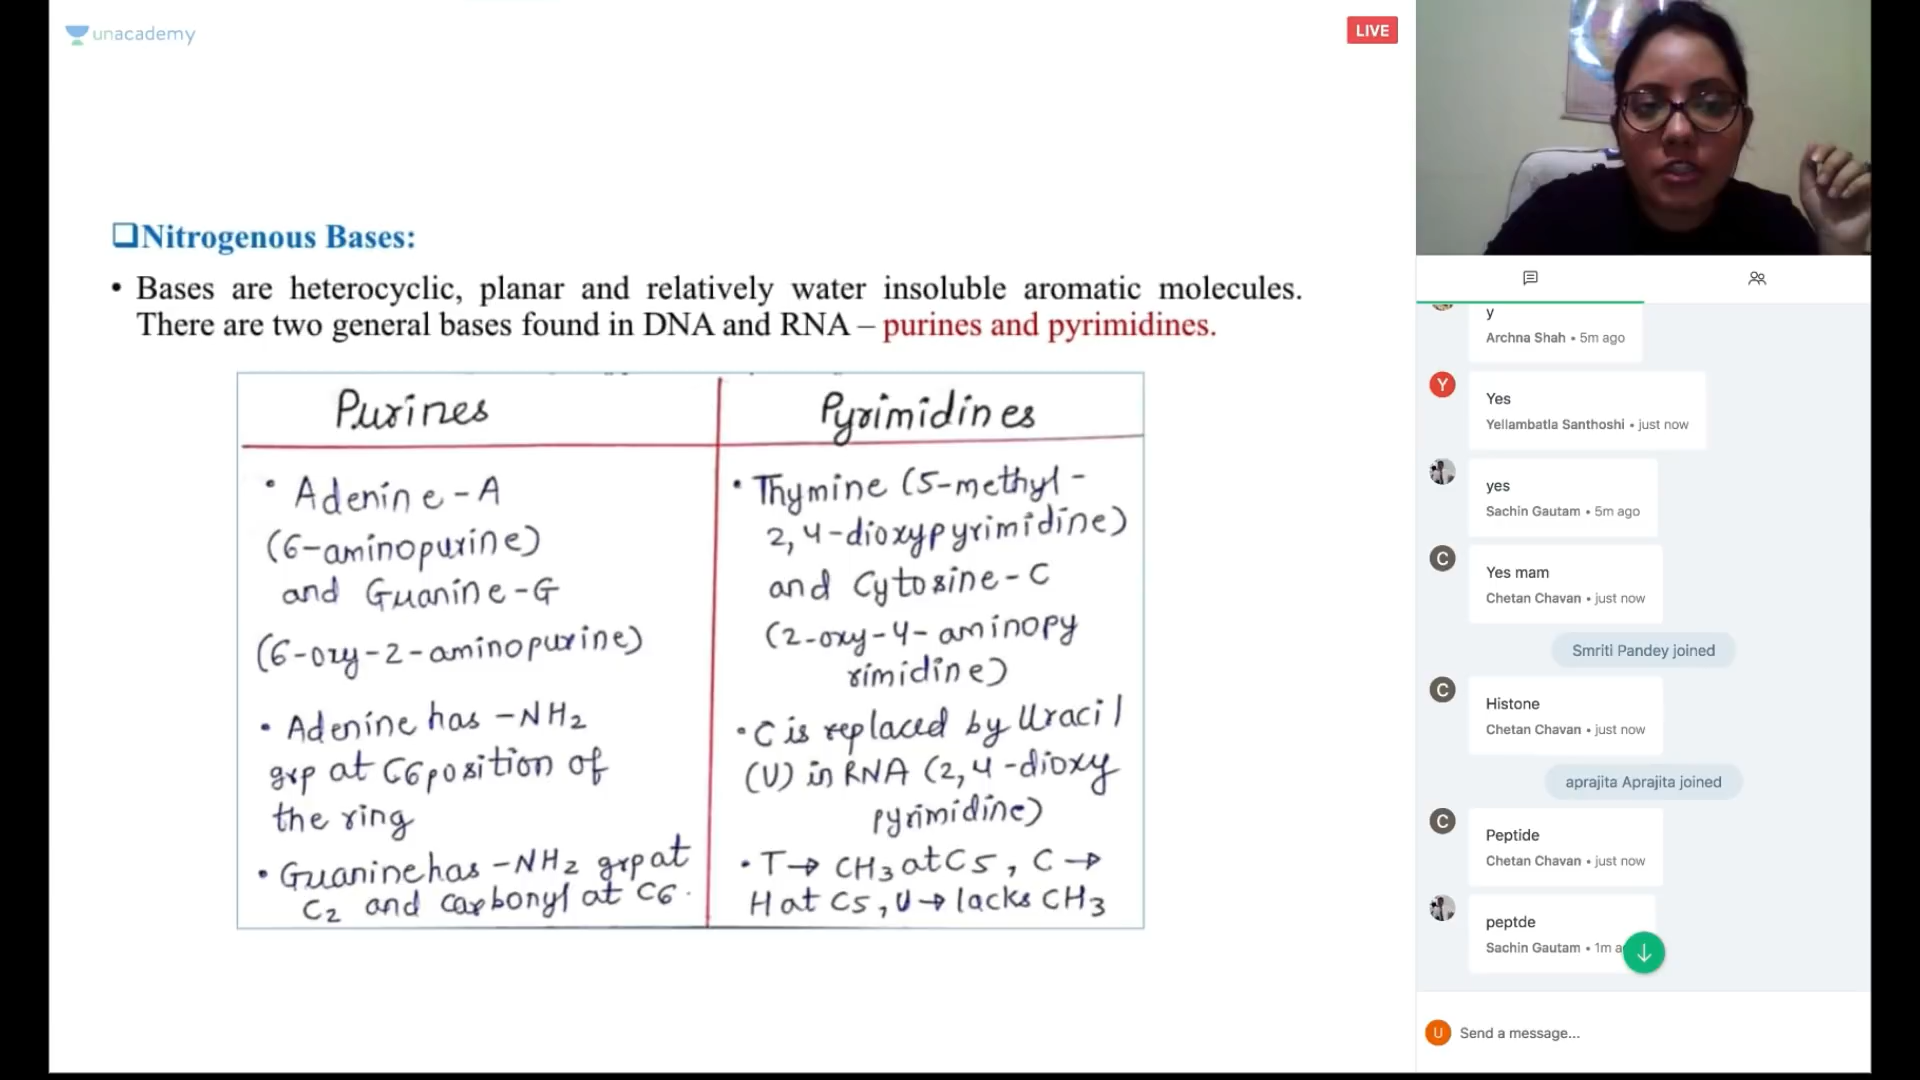 unacademy
LIVE
❑Nitrogenous Bases:
• Bases are heterocyclic, planar and relatively water insoluble aromatic molecules.
There are two general bases found in DNA and RNA – purines and pyrimidines.
Purines
• Adenine - A
(6-aminopurine)
and Guanine - G
(6-oxy-2-aminopurine)
• Adenine has -NH2
grp at C6 position of
the ring
• Guanine has -NH2 grp at
C2 and carbonyl at C6.
Pyrimidines
• Thymine (5-methyl-
2,4-dioxypyrimidine)
and Cytosine - C
(2-oxy-4-aminopy
rimidine)
• C is replaced by Uracil
(U) in RNA (2,4-dioxy
pyrimidine)
• T → CH3 at C5, C →
H at C5, U → lacks CH3
y
Archna Shah • 5m ago
Y
Yes
Yellambatla Santhoshi • just now
yes
Sachin Gautam • 5m ago
C
Yes mam
Chetan Chavan • just now
Smriti Pandey joined
C
Histone
Chetan Chavan • just now
aprajita Aprajita joined
C
Peptide
Chetan Chavan • just now
peptde
Sachin Gautam • 1m a
U
Send a message...